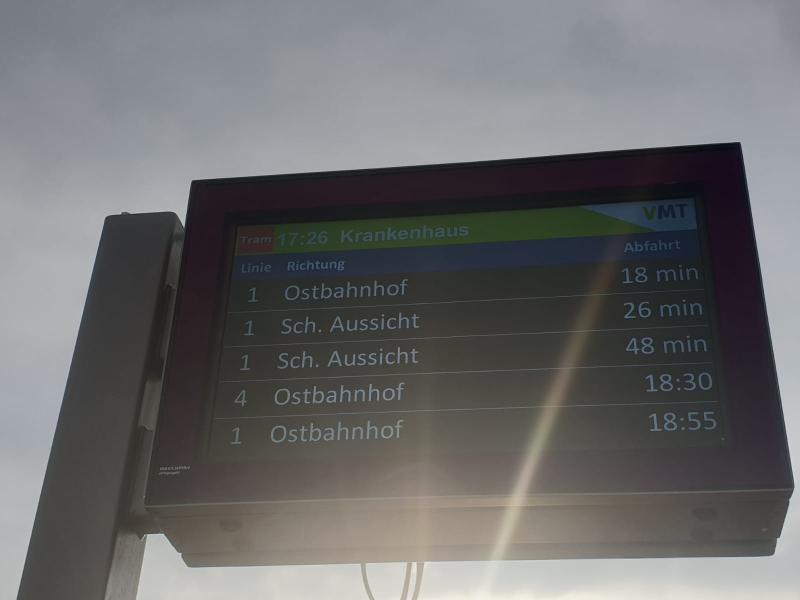 Tram 17:26 Krankenhaus VMT
Linie Richtung Abfahrt
1 Ostbahnhof 18 min
1 Sch. Aussicht 26 min
1 Sch. Aussicht 48 min
4 Ostbahnhof 18:30
1 Ostbahnhof 18:55